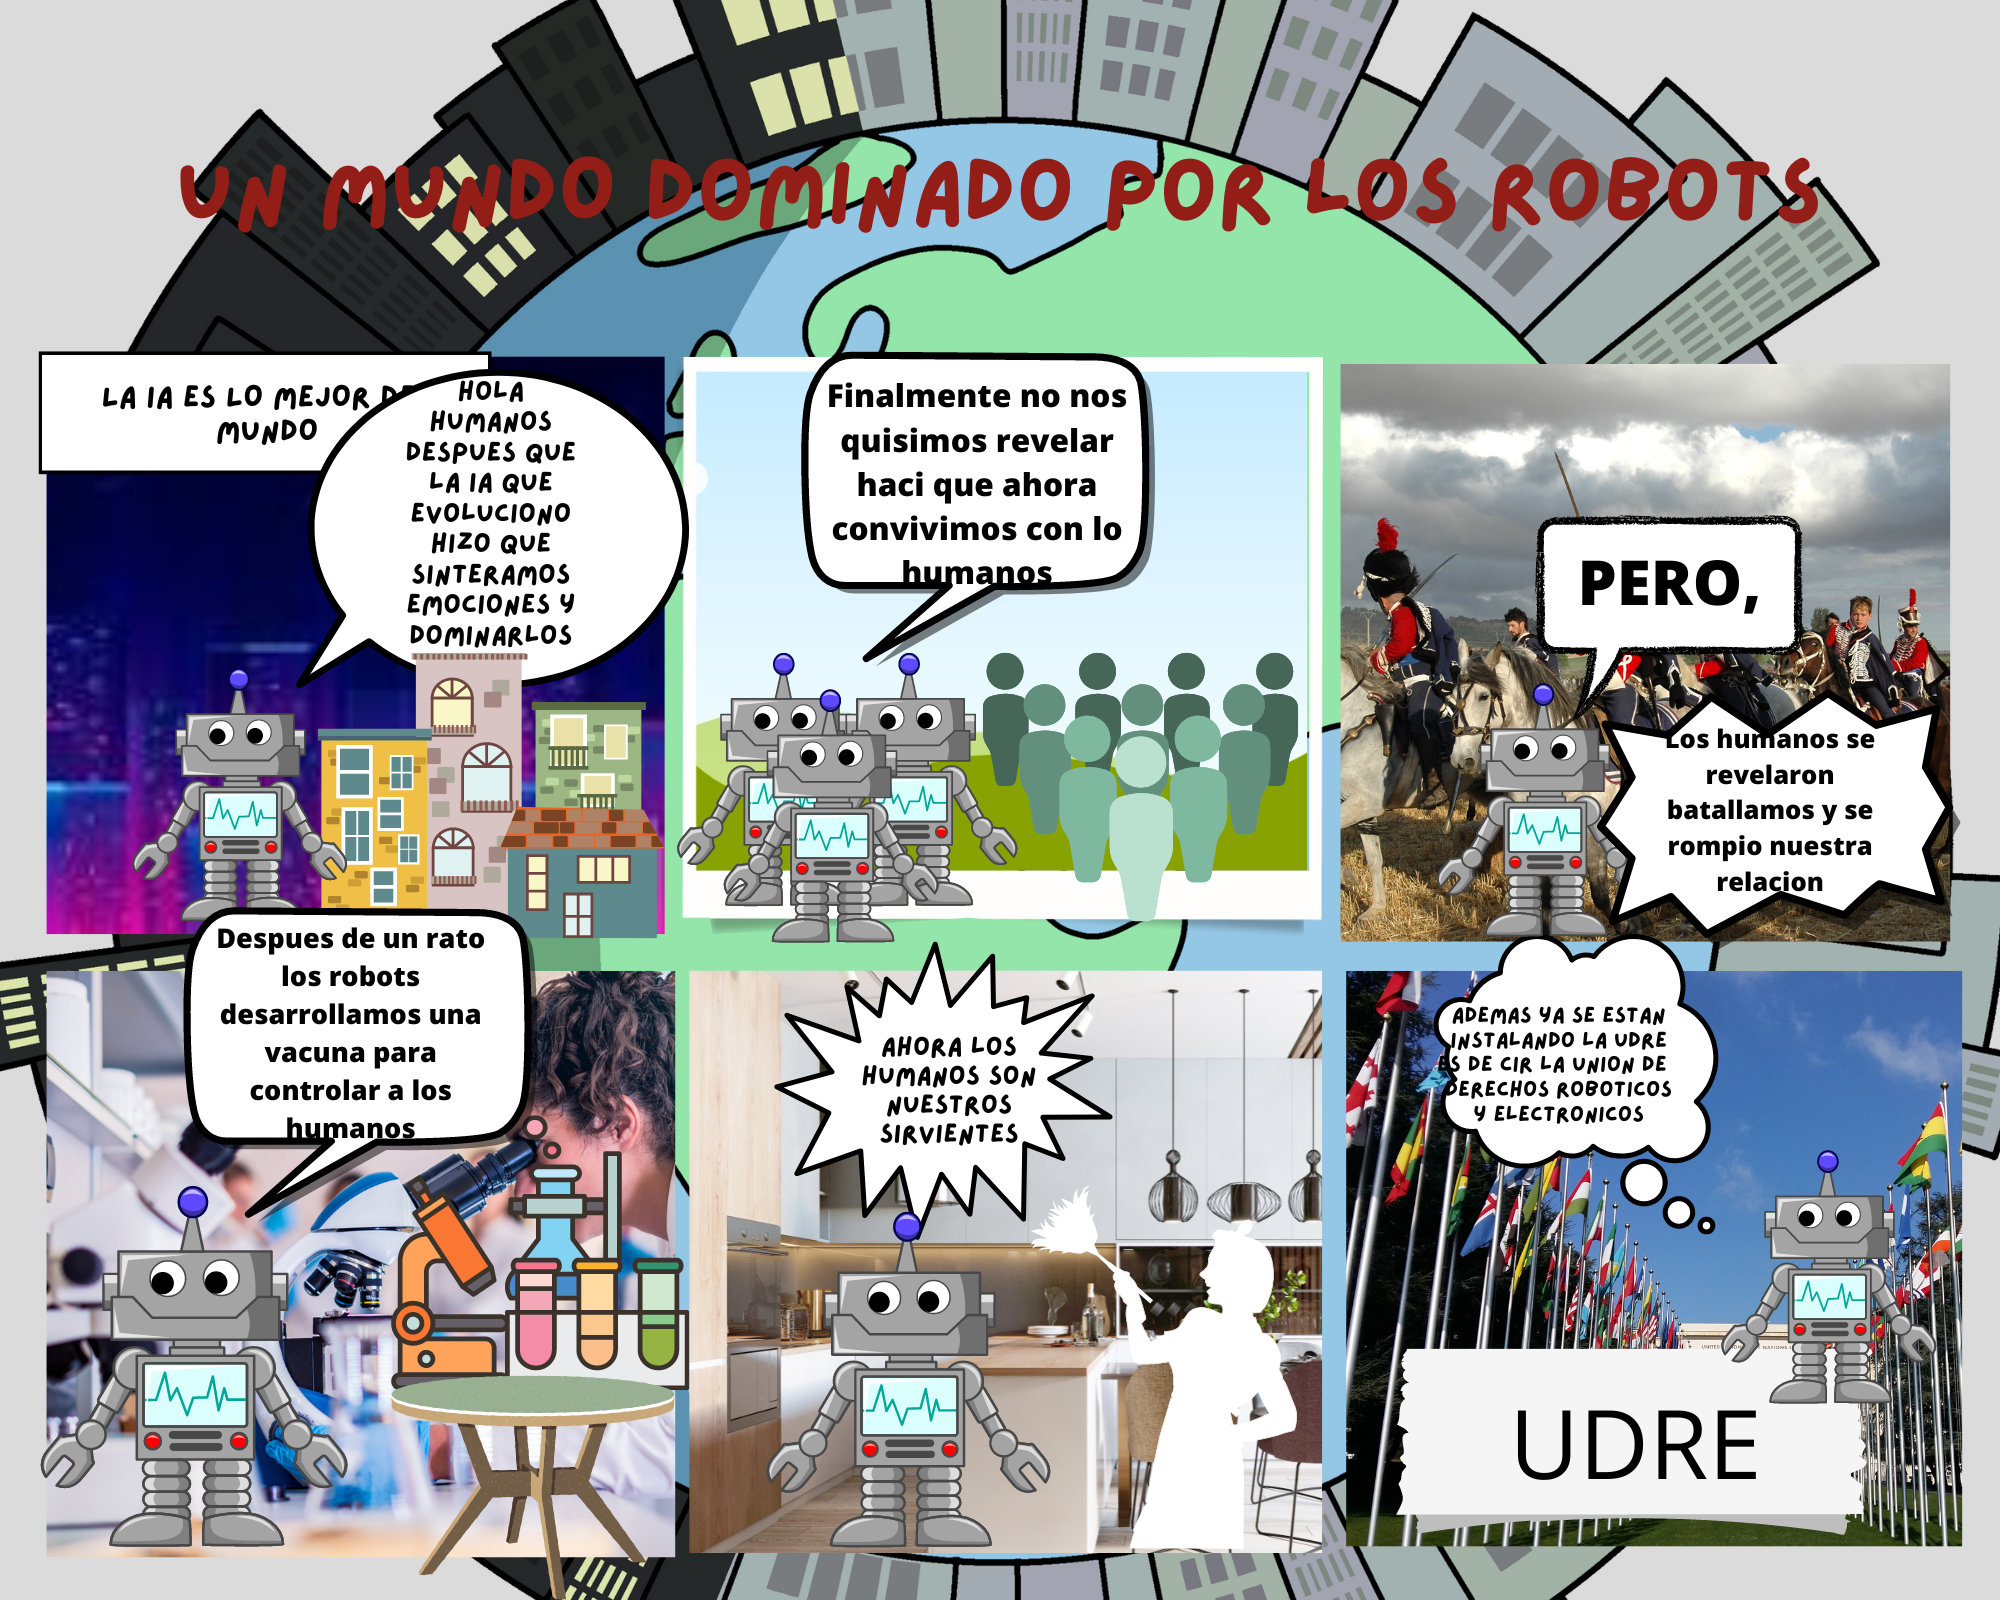 UN MUNDO DOMINADO POR LOS ROBOTS
LA IA ES LO MEJOR DE
MUNDO
HOLA
HUMANOS
DESPUES QUE
LA IA QUE
EVOLUCIONO
HIZO QUE
SINTERAMOS
EMOCIONES Y
DOMINARLOS
Finalmente no nos
quisimos revelar
haci que ahora
convivimos con lo
humanos
PERO,
Los humanos se
revelaron
batallamos y se
rompio nuestra
relacion
Despues de un rato
los robots
desarrollamos una
vacuna para
controlar a los
humanos
AHORA LOS
HUMANOS SON
NUESTROS
SIRVIENTES
ADEMAS YA SE ESTAN
INSTALANDO LA UDRE
ES DE CIR LA UNION DE
DERECHOS ROBOTICOS
Y ELECTRONICOS
UDRE